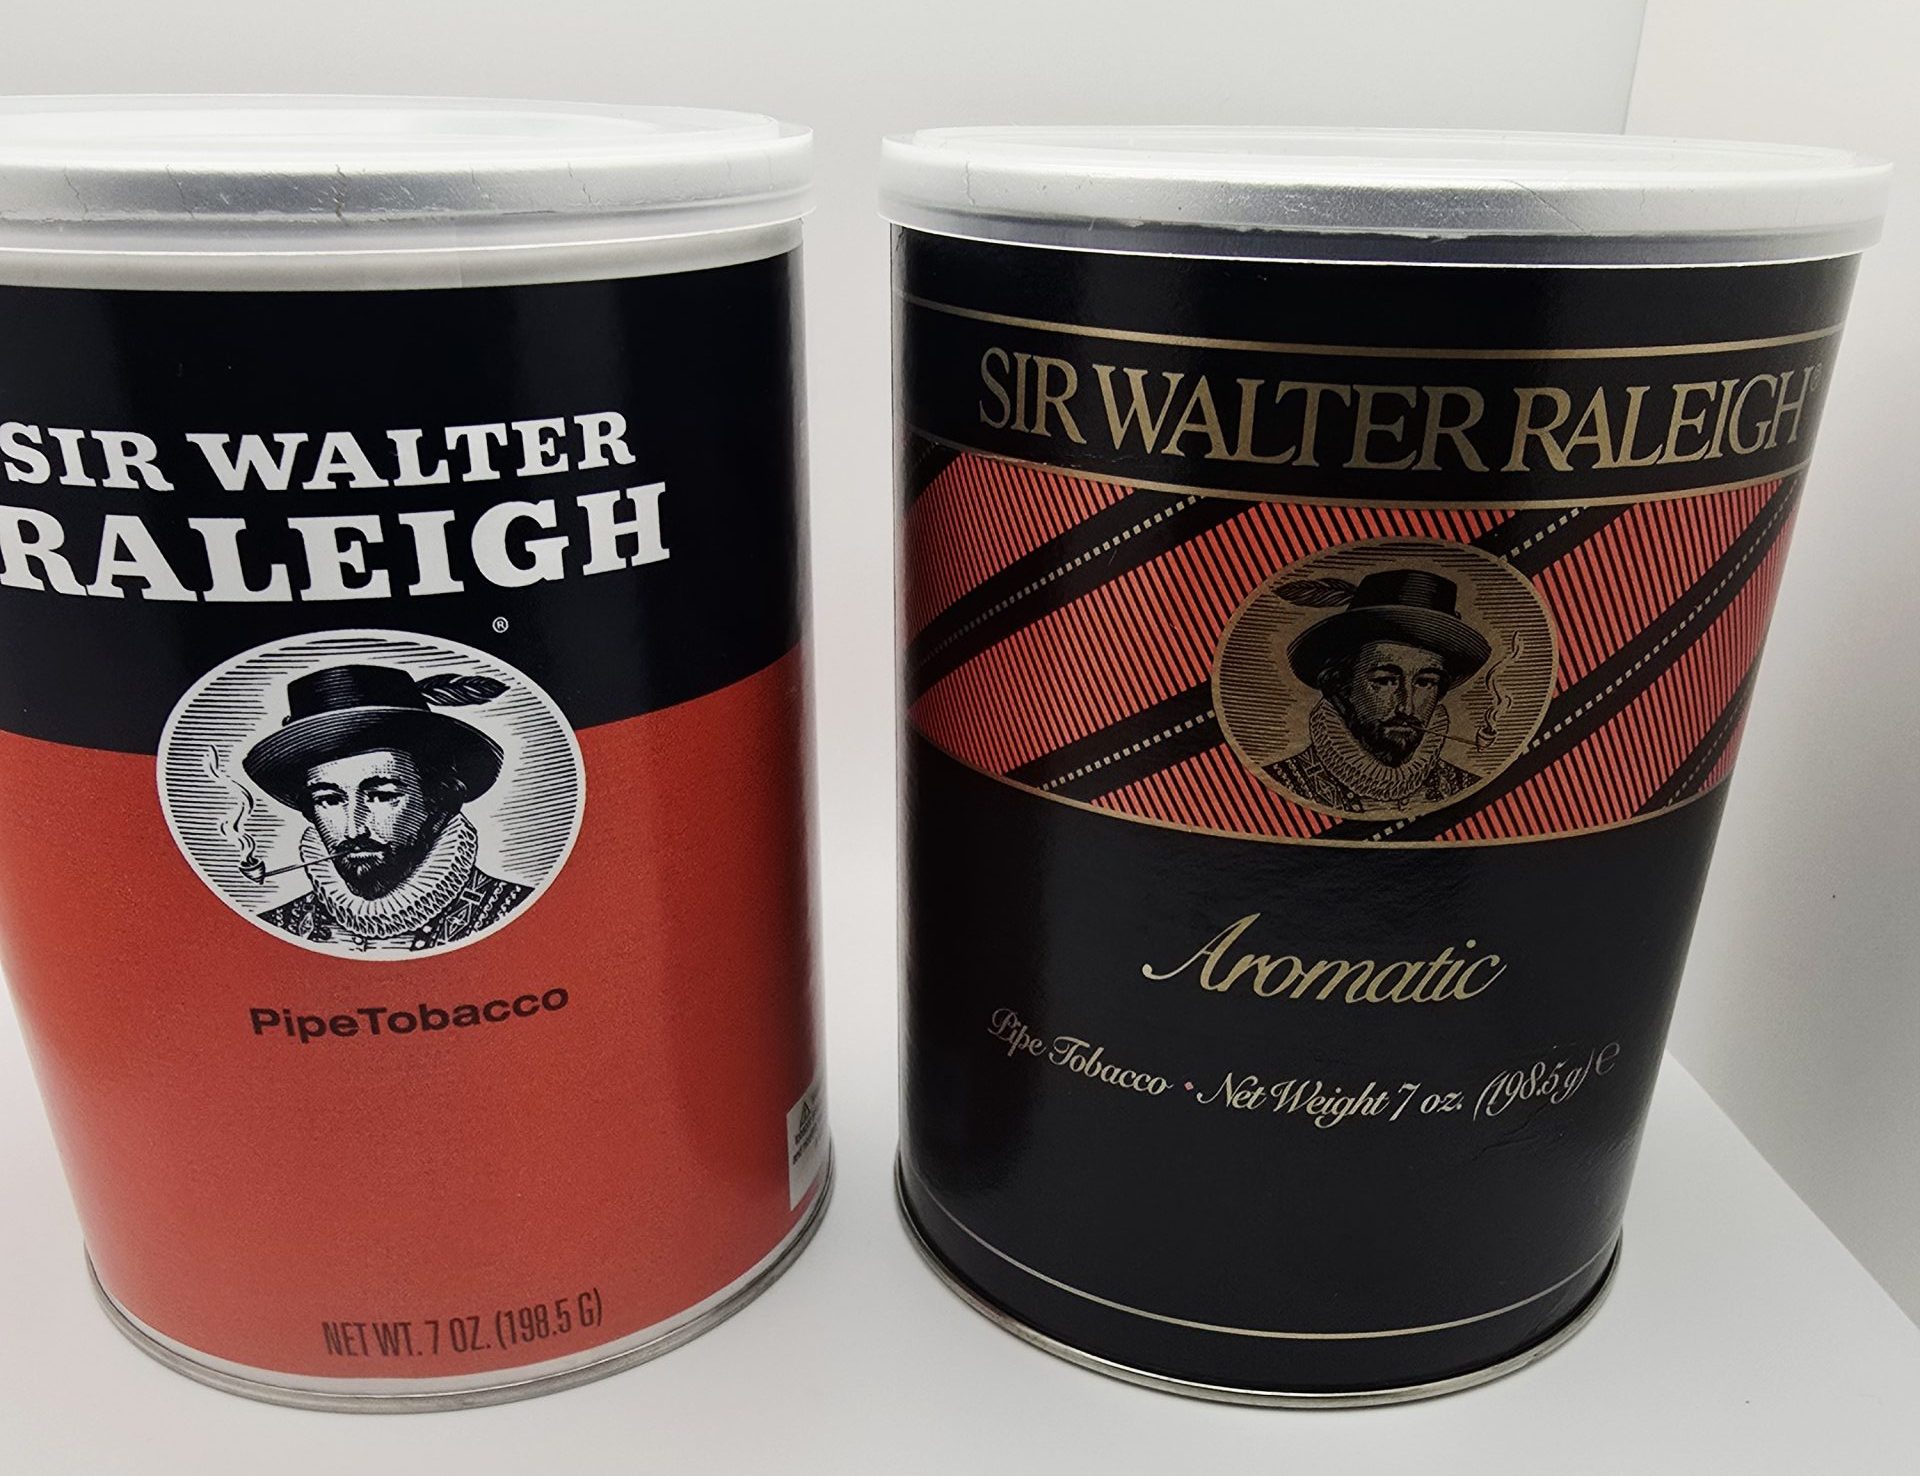 SIR WALTER
RALEIGH
®
PipeTobacco
NET WT. 7 OZ. (198.5 G)
SIR WALTER RALEIGH®
Aromatic
Pipe Tobacco · Net Weight 7 oz. (198.5 g) ℮